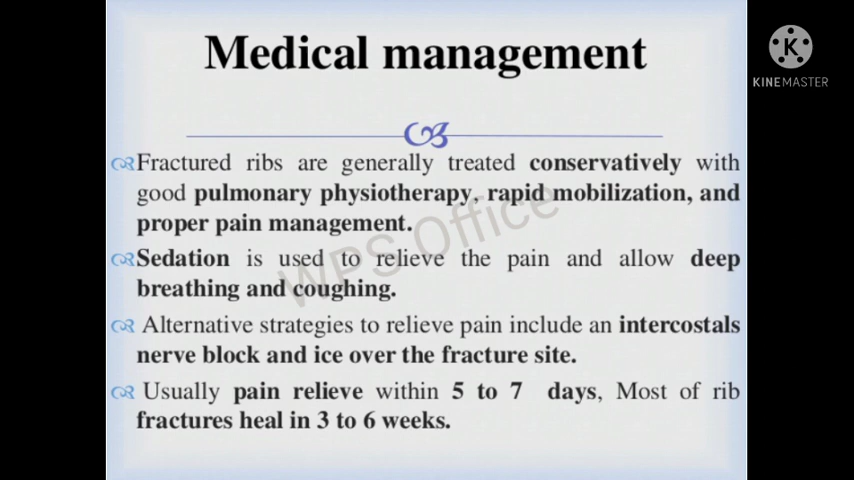 Medical management
K
KINEMASTER
Fractured ribs are generally treated conservatively with
good pulmonary physiotherapy, rapid mobilization, and
proper pain management.
Sedation is used to relieve the pain and allow deep
breathing and coughing.
Alternative strategies to relieve pain include an intercostals
nerve block and ice over the fracture site.
Usually pain relieve within 5 to 7 days, Most of rib
fractures heal in 3 to 6 weeks.
WPS Office